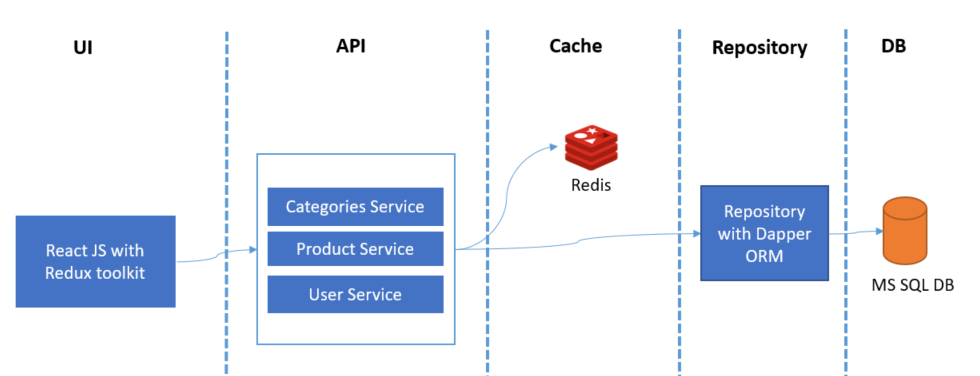 UI
API
Cache
Repository
DB
React JS with
Redux toolkit
Categories Service
Product Service
User Service
Redis
Repository
with Dapper
ORM
MS SQL DB